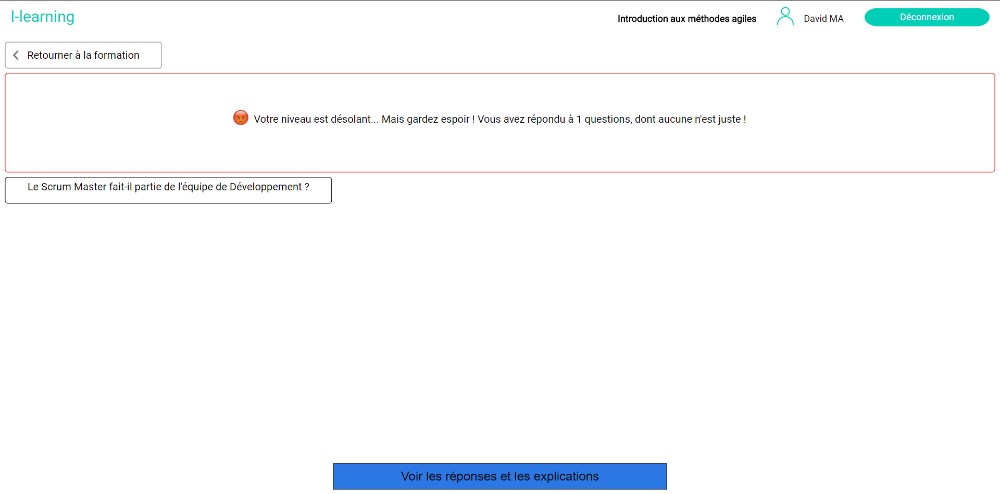 I-learning
Introduction aux méthodes agiles
David MA
Déconnexion
Retourner à la formation
Votre niveau est désolant... Mais gardez espoir ! Vous avez répondu à 1 questions, dont aucune n'est juste !
Le Scrum Master fait-il partie de l'équipe de Développement ?
Voir les réponses et les explications